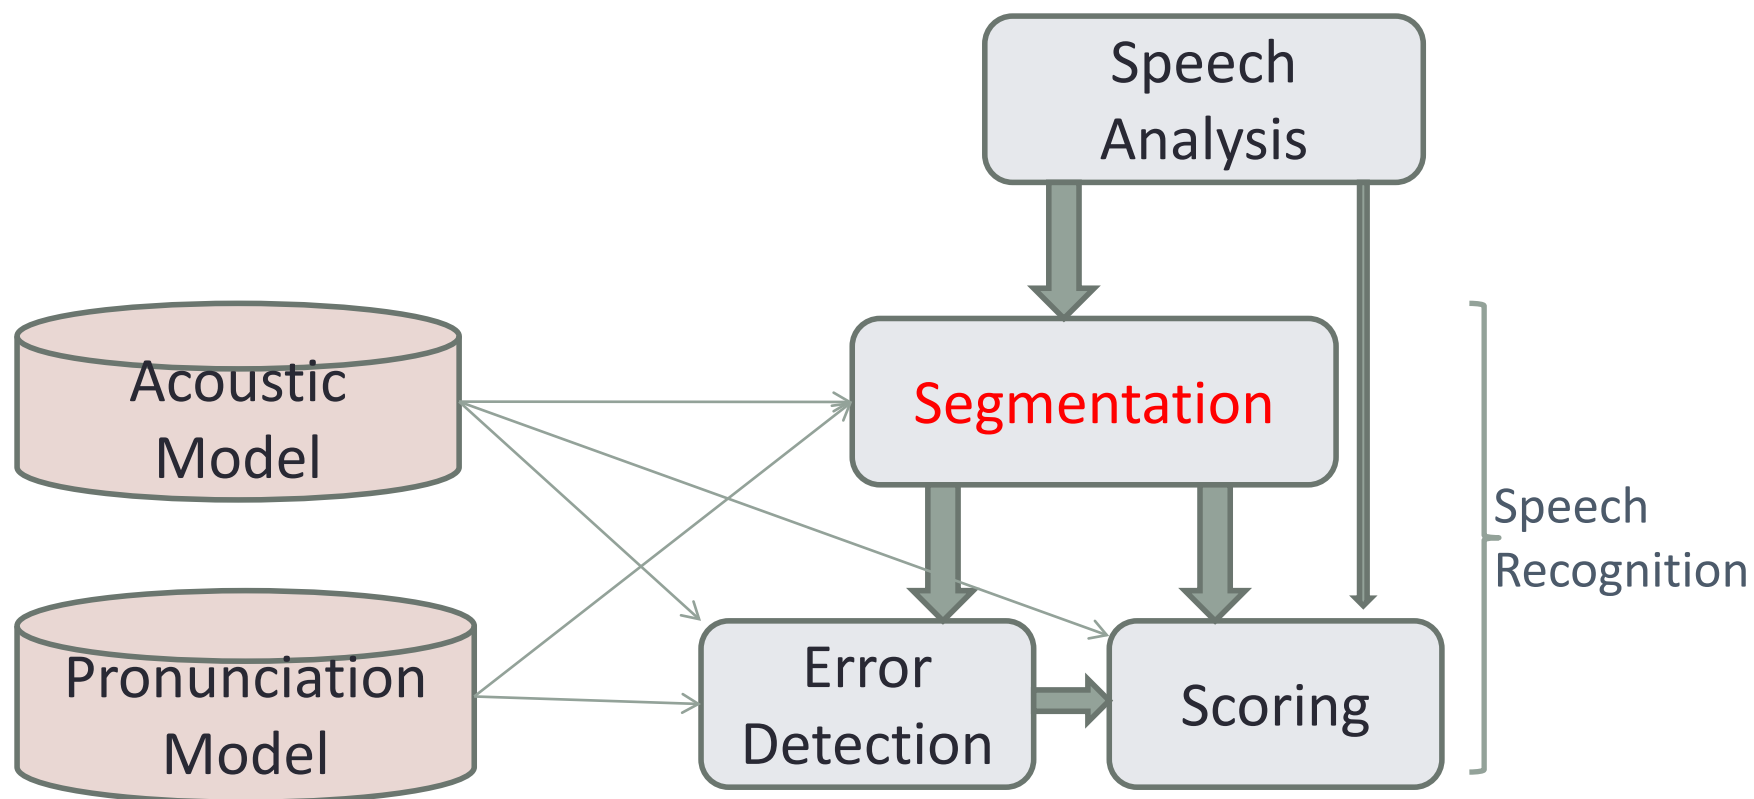 Speech
Analysis
Acoustic
Model
Segmentation
Speech
Recognition
Pronunciation
Model
Error
Detection
Scoring